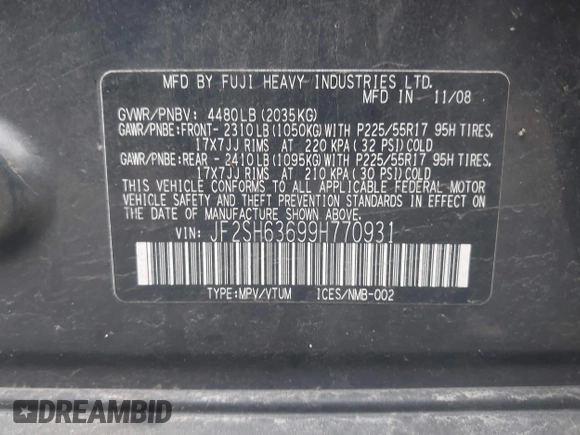 MFD BY FUJI HEAVY INDUSTRIES LTD.
MFD IN 11/08
GVWR/PNBV: 4480LB (2035KG)
GAWR/PNBE:FRONT- 2310LB(1050KG)WITH P225/55R17 95H TIRES,
17X7JJ RIMS AT 220 KPA(32 PSI)COLD
GAWR/PNBE:REAR -2410LB(1095KG)WITH P225/55R17 95H TIRES,
17X7JJ RIMS AT 210 KPA(30 PSI)COLD
THIS VEHICLE CONFORMS TO ALL APPLICABLE FEDERAL MOTOR
VEHICLE SAFETY AND THEFT PREVENTION STANDARDS IN EFFECT ON
THE DATE OF MANUFACTURE SHOWN ABOVE.
VIN: JF2SH63699H770931
TYPE:MPV/VTUM ICES/NMB-002
DREAMBID